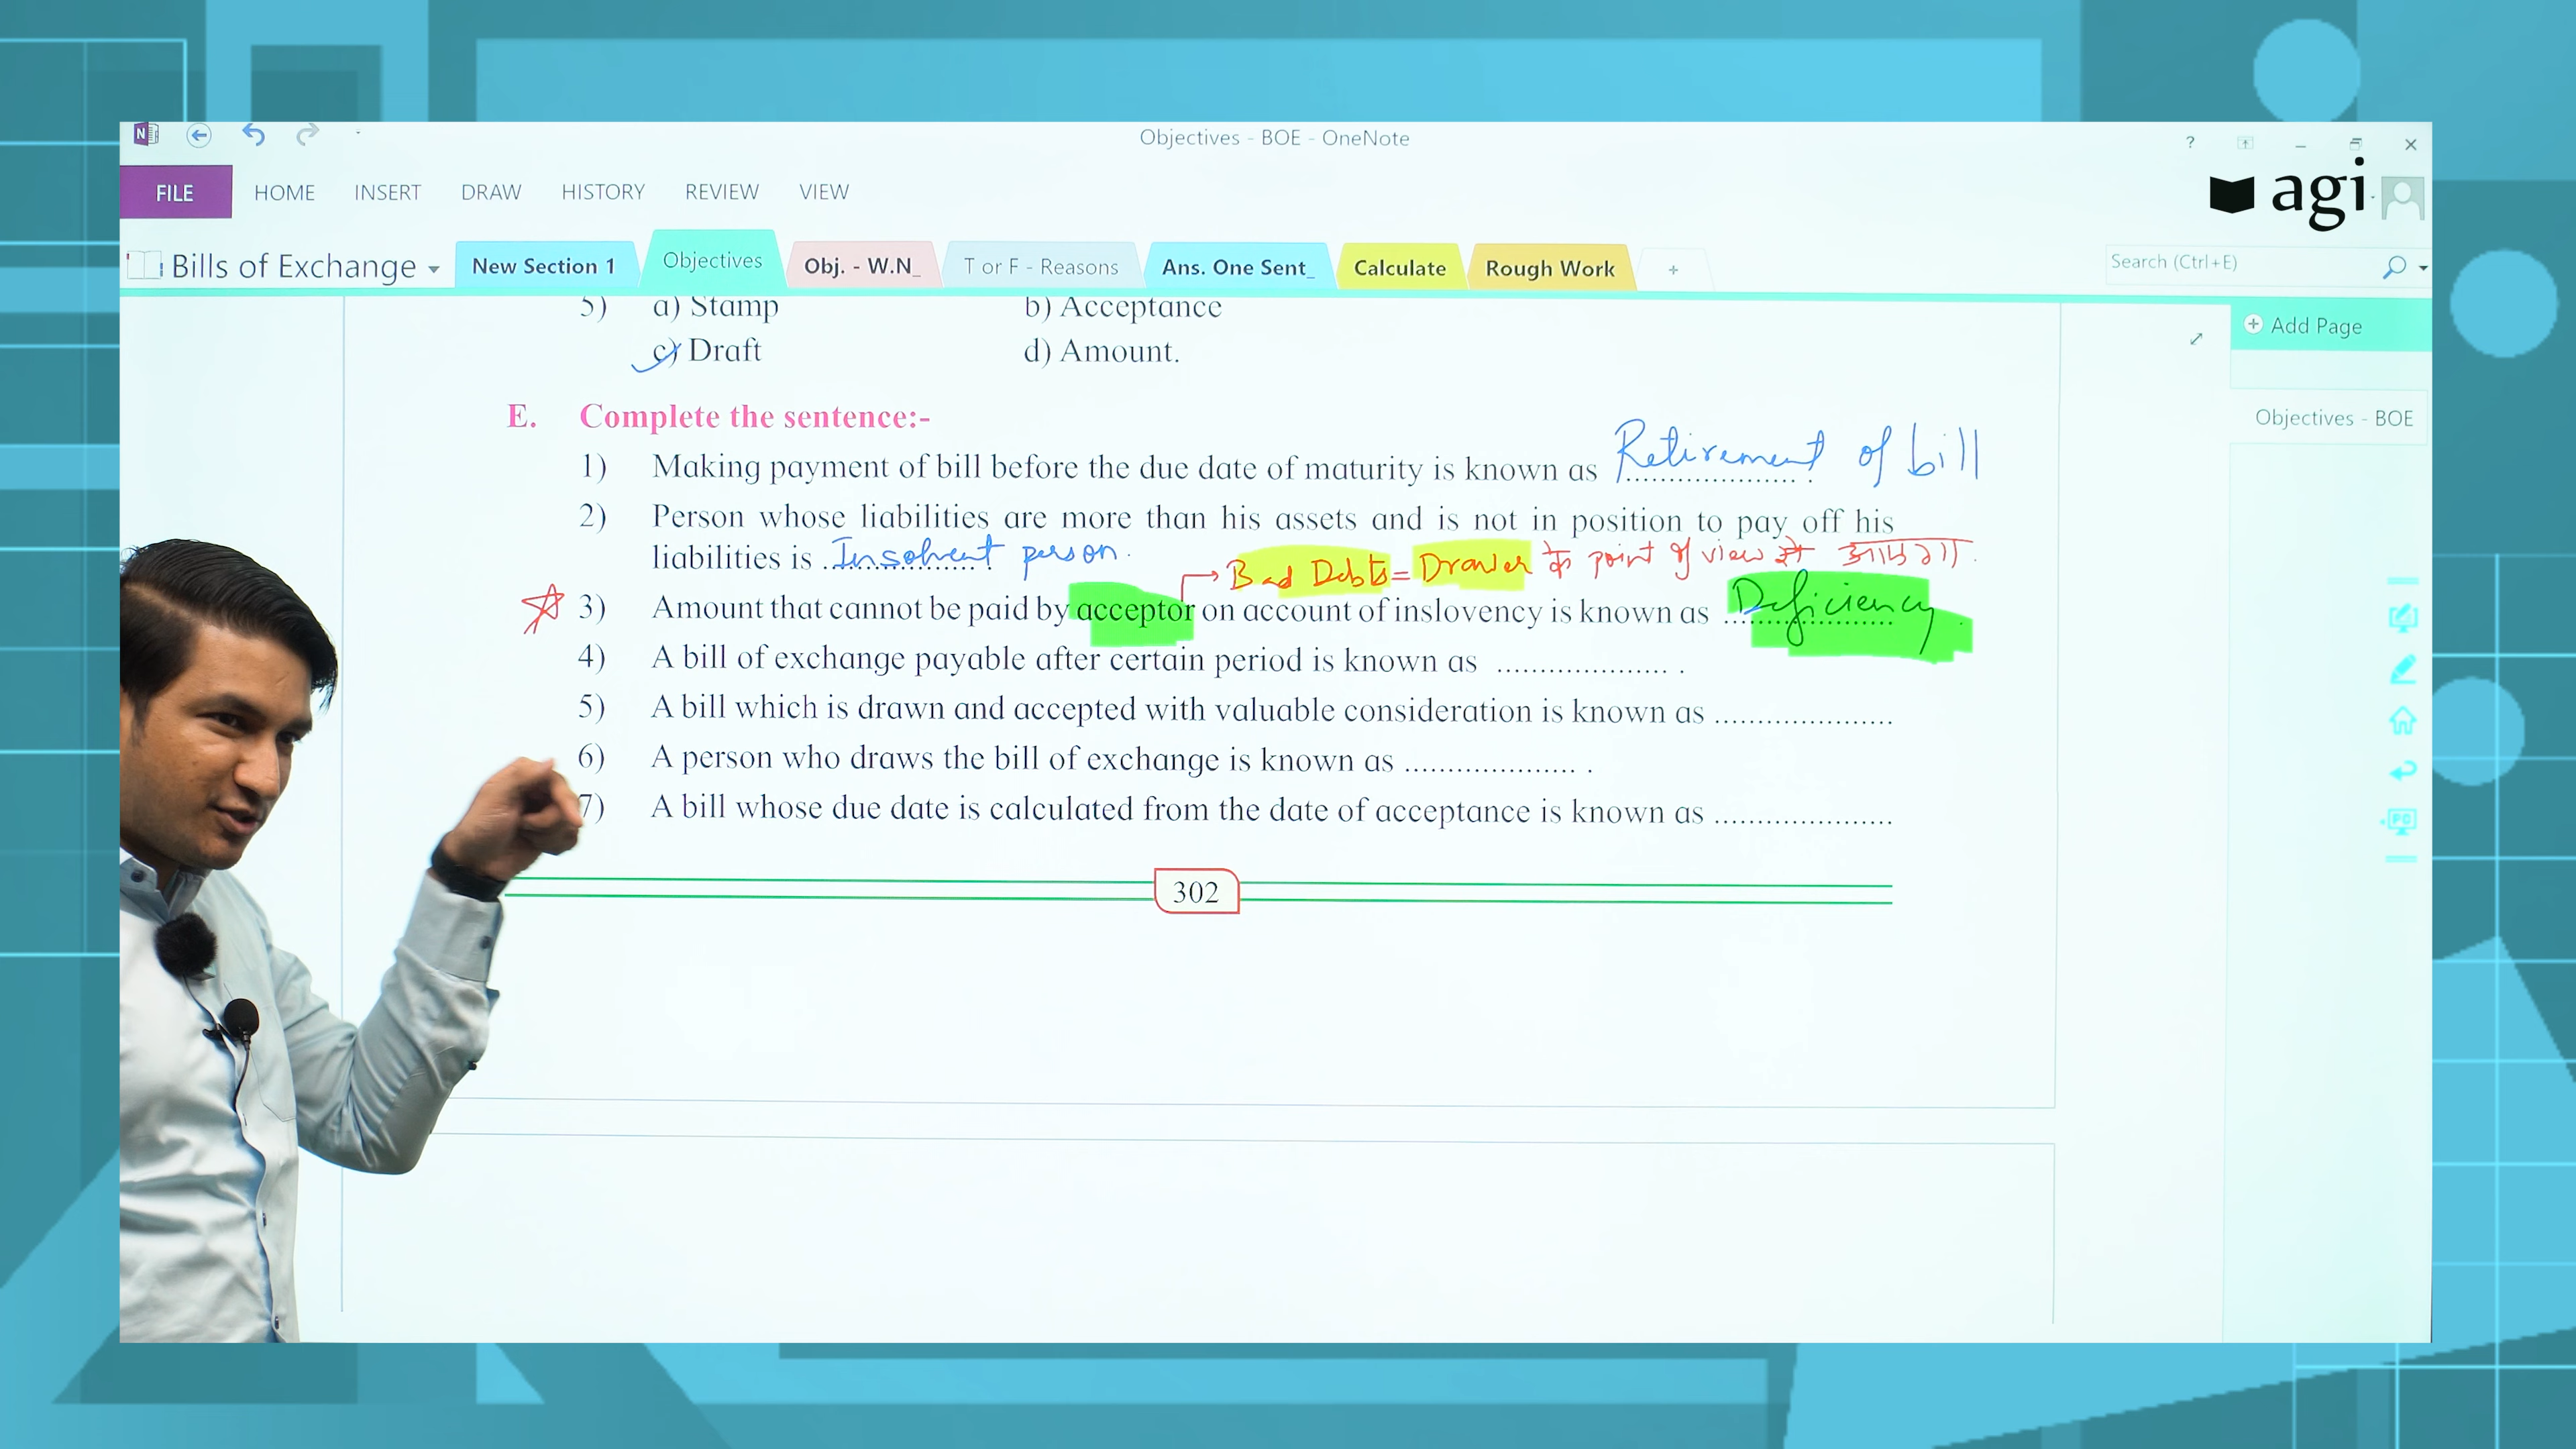 Objectives - BOE - OneNote
?
FILE HOME INSERT DRAW HISTORY REVIEW VIEW
agi
Bills of Exchange New Section 1 Objectives Obj. - W.N_ T or F - Reasons Ans. One Sent_ Calculate Rough Work +
Search (Ctrl+E)
Add Page
Objectives - BOE
5) a) Stamp b) Acceptance
c) Draft d) Amount.
E. Complete the sentence:-
1) Making payment of bill before the due date of maturity is known as Retirement of bill
2) Person whose liabilities are more than his assets and is not in position to pay off his
liabilities is Insolvent person.
Bad Debts = Drawer के point of view से
3) Amount that cannot be paid by acceptor on account of inslovency is known as Deficiency
4) A bill of exchange payable after certain period is known as .................... .
5) A bill which is drawn and accepted with valuable consideration is known as .....................
6) A person who draws the bill of exchange is known as .................... .
7) A bill whose due date is calculated from the date of acceptance is known as .....................
302